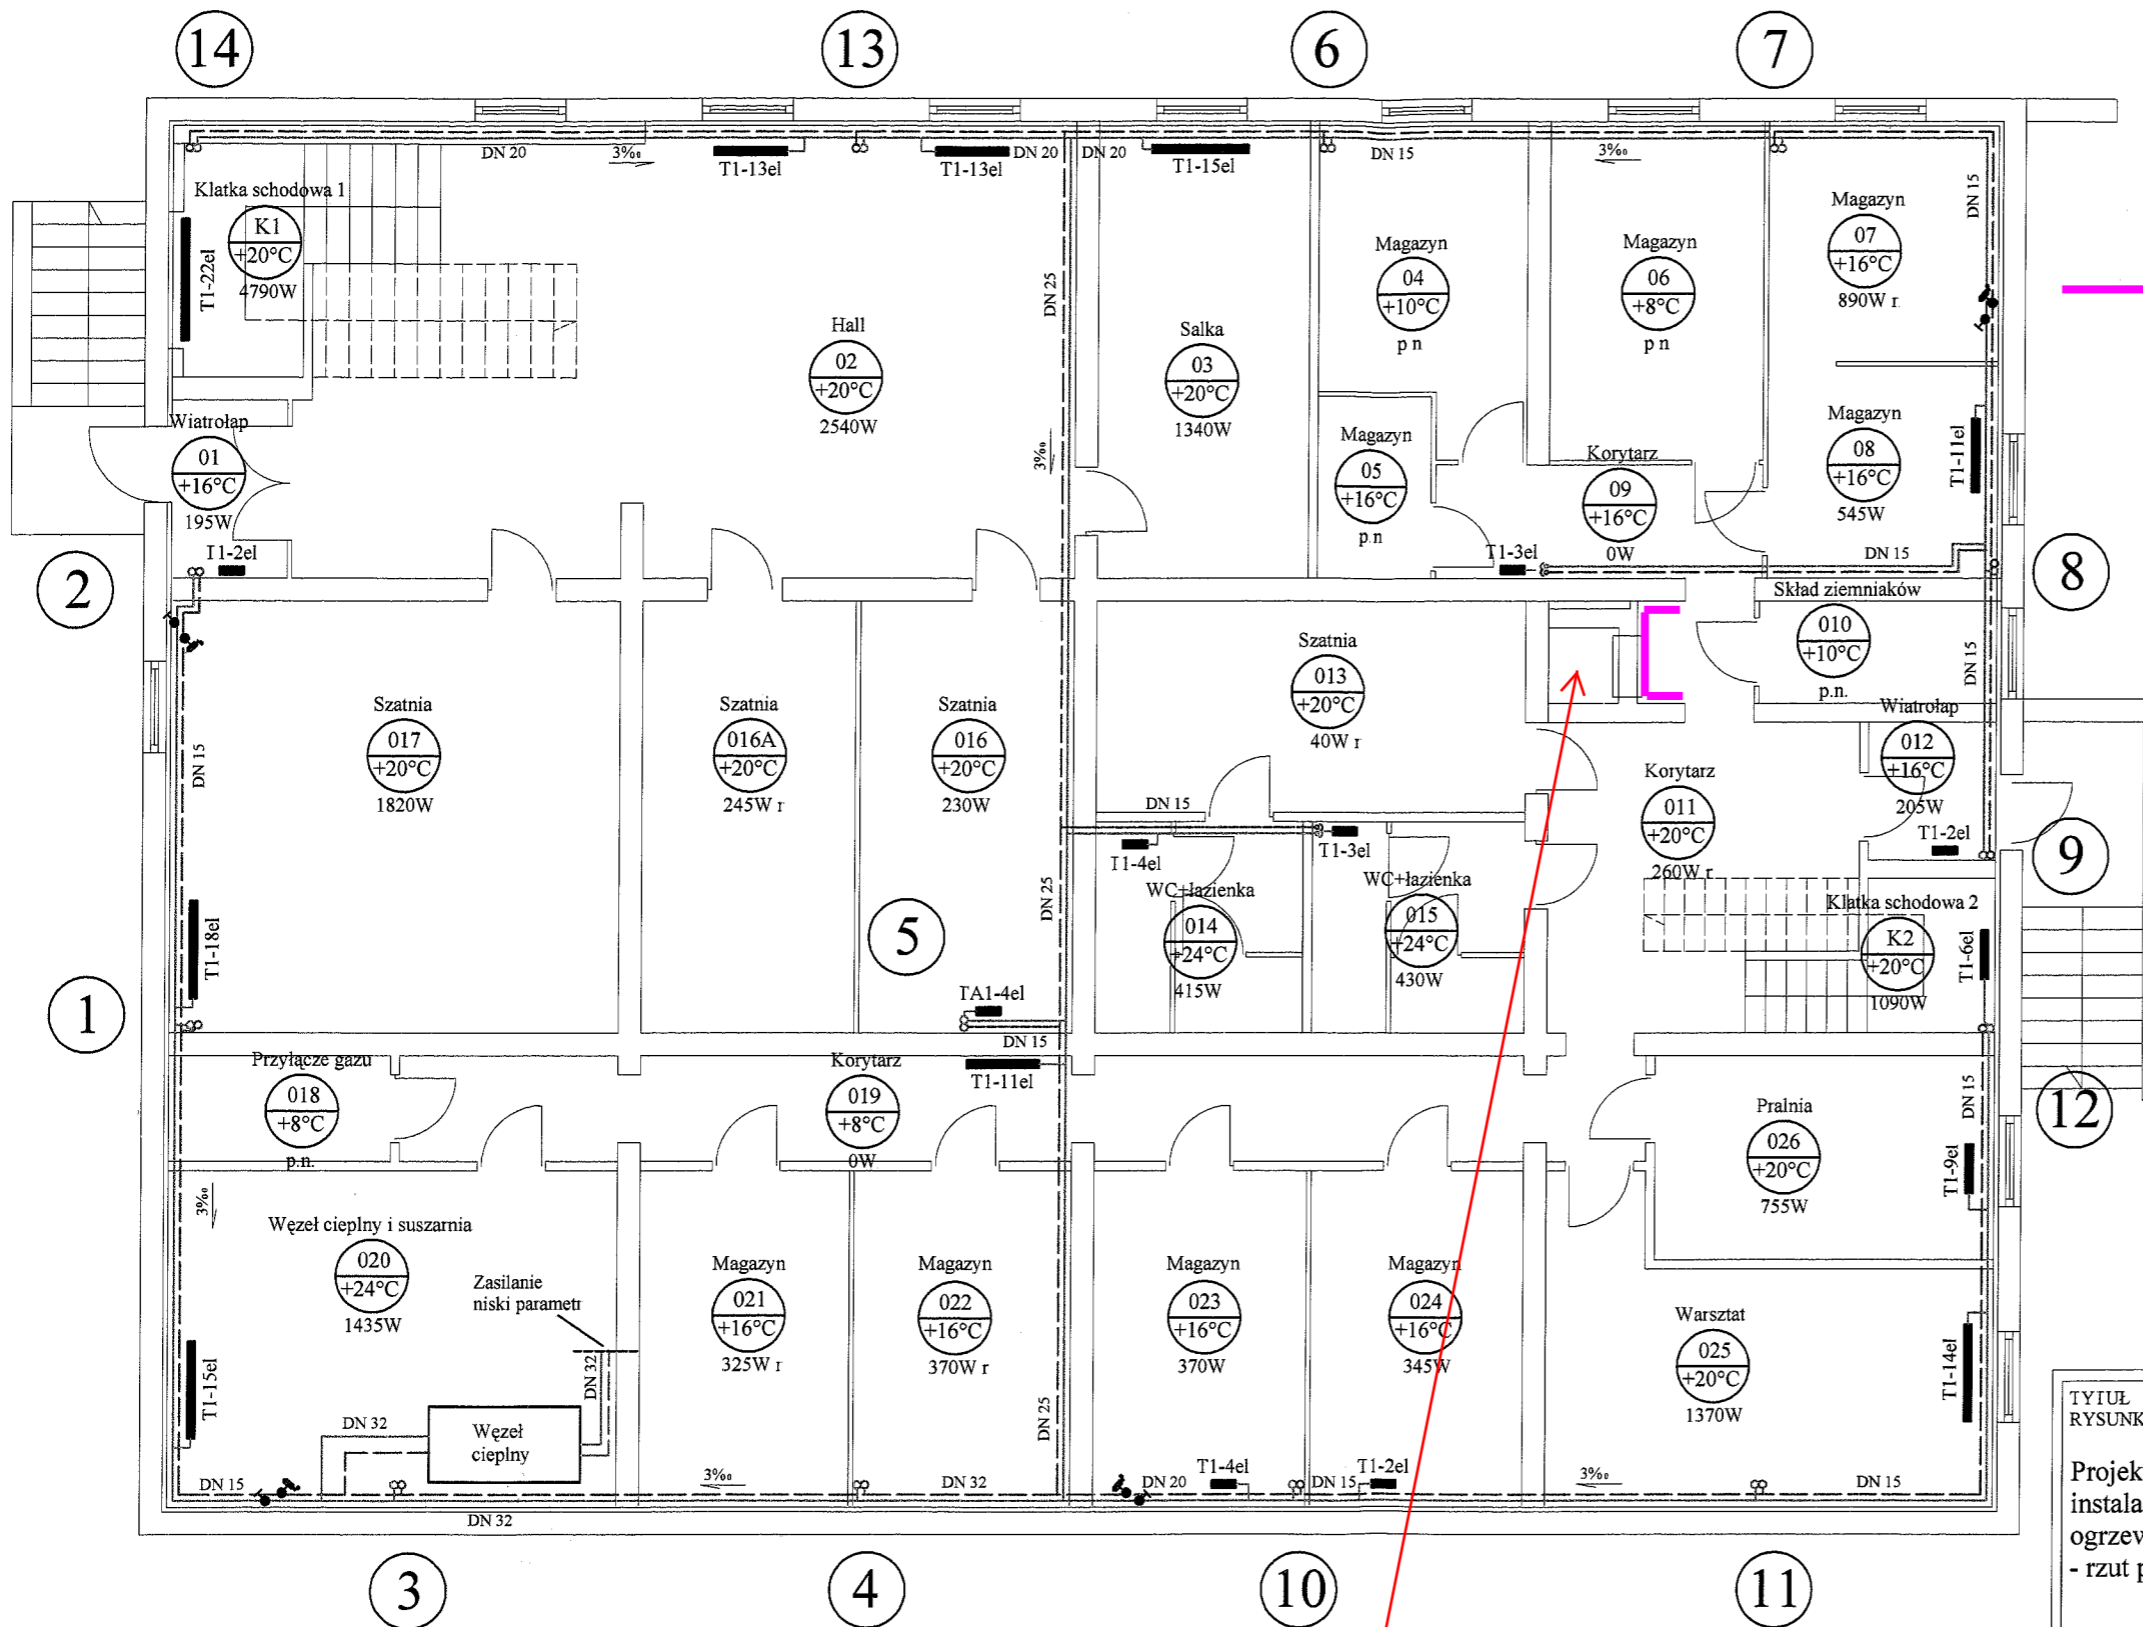 14
13
6
7
DN 20
3‰
T1-13el
T1-13el
DN 20
DN 20
T1-15el
DN 15
3‰
DN 15
Klatka schodowa 1
K1
+20°C
4790W
T1-22el
DN 25
Hall
02
+20°C
2540W
3‰
Salka
03
+20°C
1340W
Magazyn
04
+10°C
p n
Magazyn
06
+8°C
p n
Magazyn
07
+16°C
890W r.
Wiatrołap
01
+16°C
195W
T1-2el
Magazyn
05
+16°C
p.n
Korytarz
09
+16°C
0W
T1-3el
Magazyn
08
+16°C
545W
T1-11el
DN 15
2
8
Skład ziemniaków
010
+10°C
p.n.
DN 15
Szatnia
017
+20°C
1820W
DN 15
T1-18el
Szatnia
016A
+20°C
245W r
Szatnia
016
+20°C
230W
Szatnia
013
+20°C
40W r
DN 15
T1-4el
T1-3el
Wiatrołap
012
+16°C
205W
T1-2el
Korytarz
011
+20°C
260W r
9
WC+łazienka
014
+24°C
415W
WC+łazienka
015
+24°C
430W
Klatka schodowa 2
K2
+20°C
1090W
T1-6el
5
DN 25
TA1-4el
DN 15
T1-11el
1
Przyłącze gazu
018
+8°C
p.n.
Korytarz
019
+8°C
0W
Pralnia
026
+20°C
755W
DN 15
T1-9el
12
3‰
Węzeł cieplny i suszarnia
020
+24°C
1435W
Zasilanie
niski parametr
DN 32
DN 32
Węzeł
cieplny
T1-15el
Magazyn
021
+16°C
325W r
Magazyn
022
+16°C
370W r
DN 25
Magazyn
023
+16°C
370W
Magazyn
024
+16°C
345W
Warsztat
025
+20°C
1370W
T1-14el
DN 15
3‰
DN 32
DN 20
T1-4el
DN 15
T1-2el
3‰
DN 15
DN 32
3
4
10
11
TYTUŁ
RYSUNK
Projek
instala
ogrzew
- rzut p